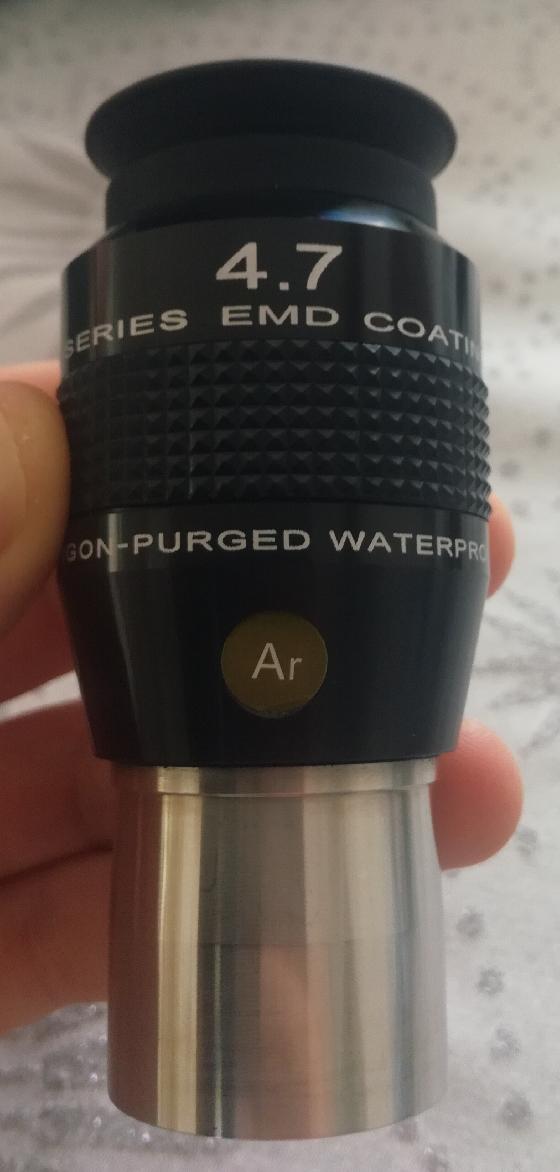 4.7
SERIES EMD COATIN
GON-PURGED WATERPRO
Ar